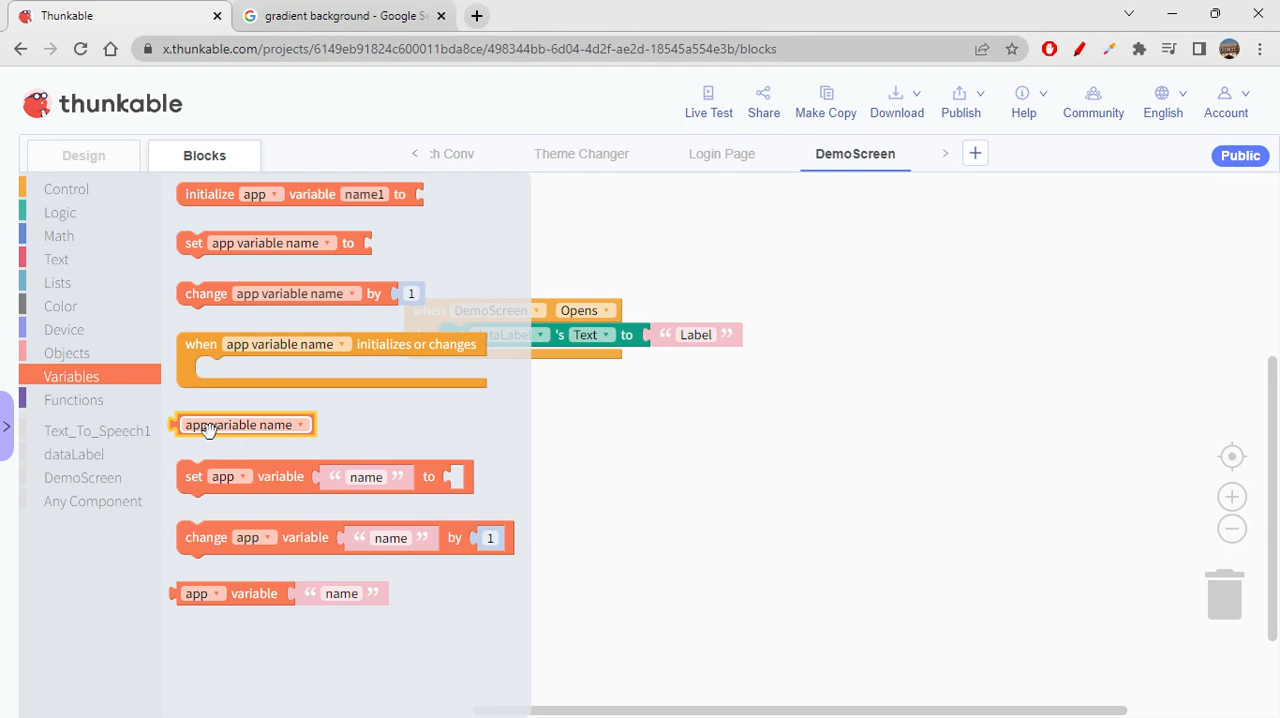 Thunkable
gradient background - Google Se
x.thunkable.com/projects/6149eb91824c600011bda8ce/498344bb-6d04-4d2f-ae2d-18545a554e3b/blocks
thunkable
Live Test
Share
Make Copy
Download
Publish
Help
Community
English
Account
Design
Blocks
:h Conv
Theme Changer
Login Page
DemoScreen
Public
Control
Logic
Math
Text
Lists
Color
Device
Objects
Variables
Functions
Text_To_Speech1
dataLabel
DemoScreen
Any Component
initialize app variable name1 to
set app variable name to
change app variable name by 1
when app variable name initializes or changes
app variable name
set app variable “ name ” to
change app variable “ name ” by 1
app variable “ name ”
when DemoScreen Opens
dataLabel 's Text to “ Label ”